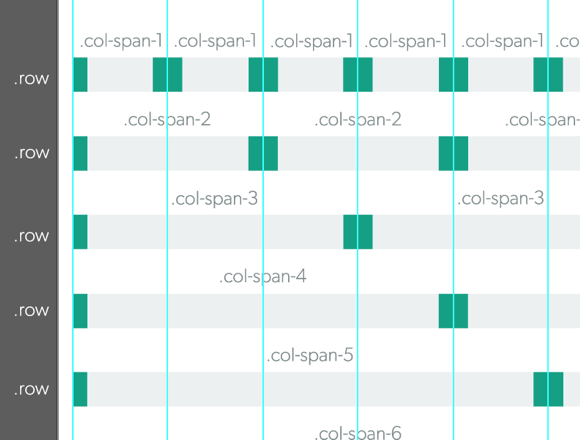 .col-span-1 .col-span-1 .col-span-1 .col-span-1 .col-span-1 .co
.row
.col-span-2 .col-span-2 .col-span-
.row
.col-span-3 .col-span-3
.row
.col-span-4
.row
.col-span-5
.row
.col-span-6